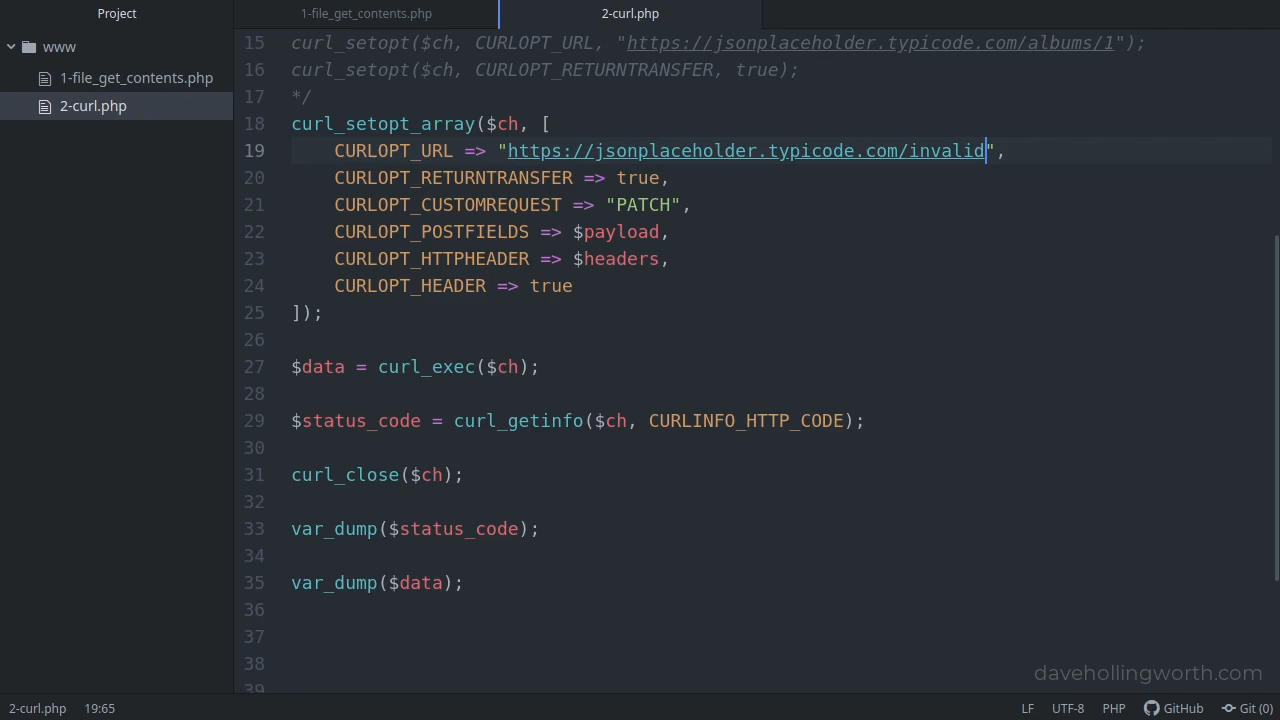 Project
1-file_get_contents.php
2-curl.php
www
1-file_get_contents.php
2-curl.php
15 curl_setopt($ch, CURLOPT_URL, "https://jsonplaceholder.typicode.com/albums/1");
16 curl_setopt($ch, CURLOPT_RETURNTRANSFER, true);
17 */
18 curl_setopt_array($ch, [
19     CURLOPT_URL => "https://jsonplaceholder.typicode.com/invalid",
20     CURLOPT_RETURNTRANSFER => true,
21     CURLOPT_CUSTOMREQUEST => "PATCH",
22     CURLOPT_POSTFIELDS => $payload,
23     CURLOPT_HTTPHEADER => $headers,
24     CURLOPT_HEADER => true
25 ]);
26
27 $data = curl_exec($ch);
28
29 $status_code = curl_getinfo($ch, CURLINFO_HTTP_CODE);
30
31 curl_close($ch);
32
33 var_dump($status_code);
34
35 var_dump($data);
36
37
38
39
davehollingworth.com
2-curl.php 19:65 LF UTF-8 PHP GitHub Git (0)